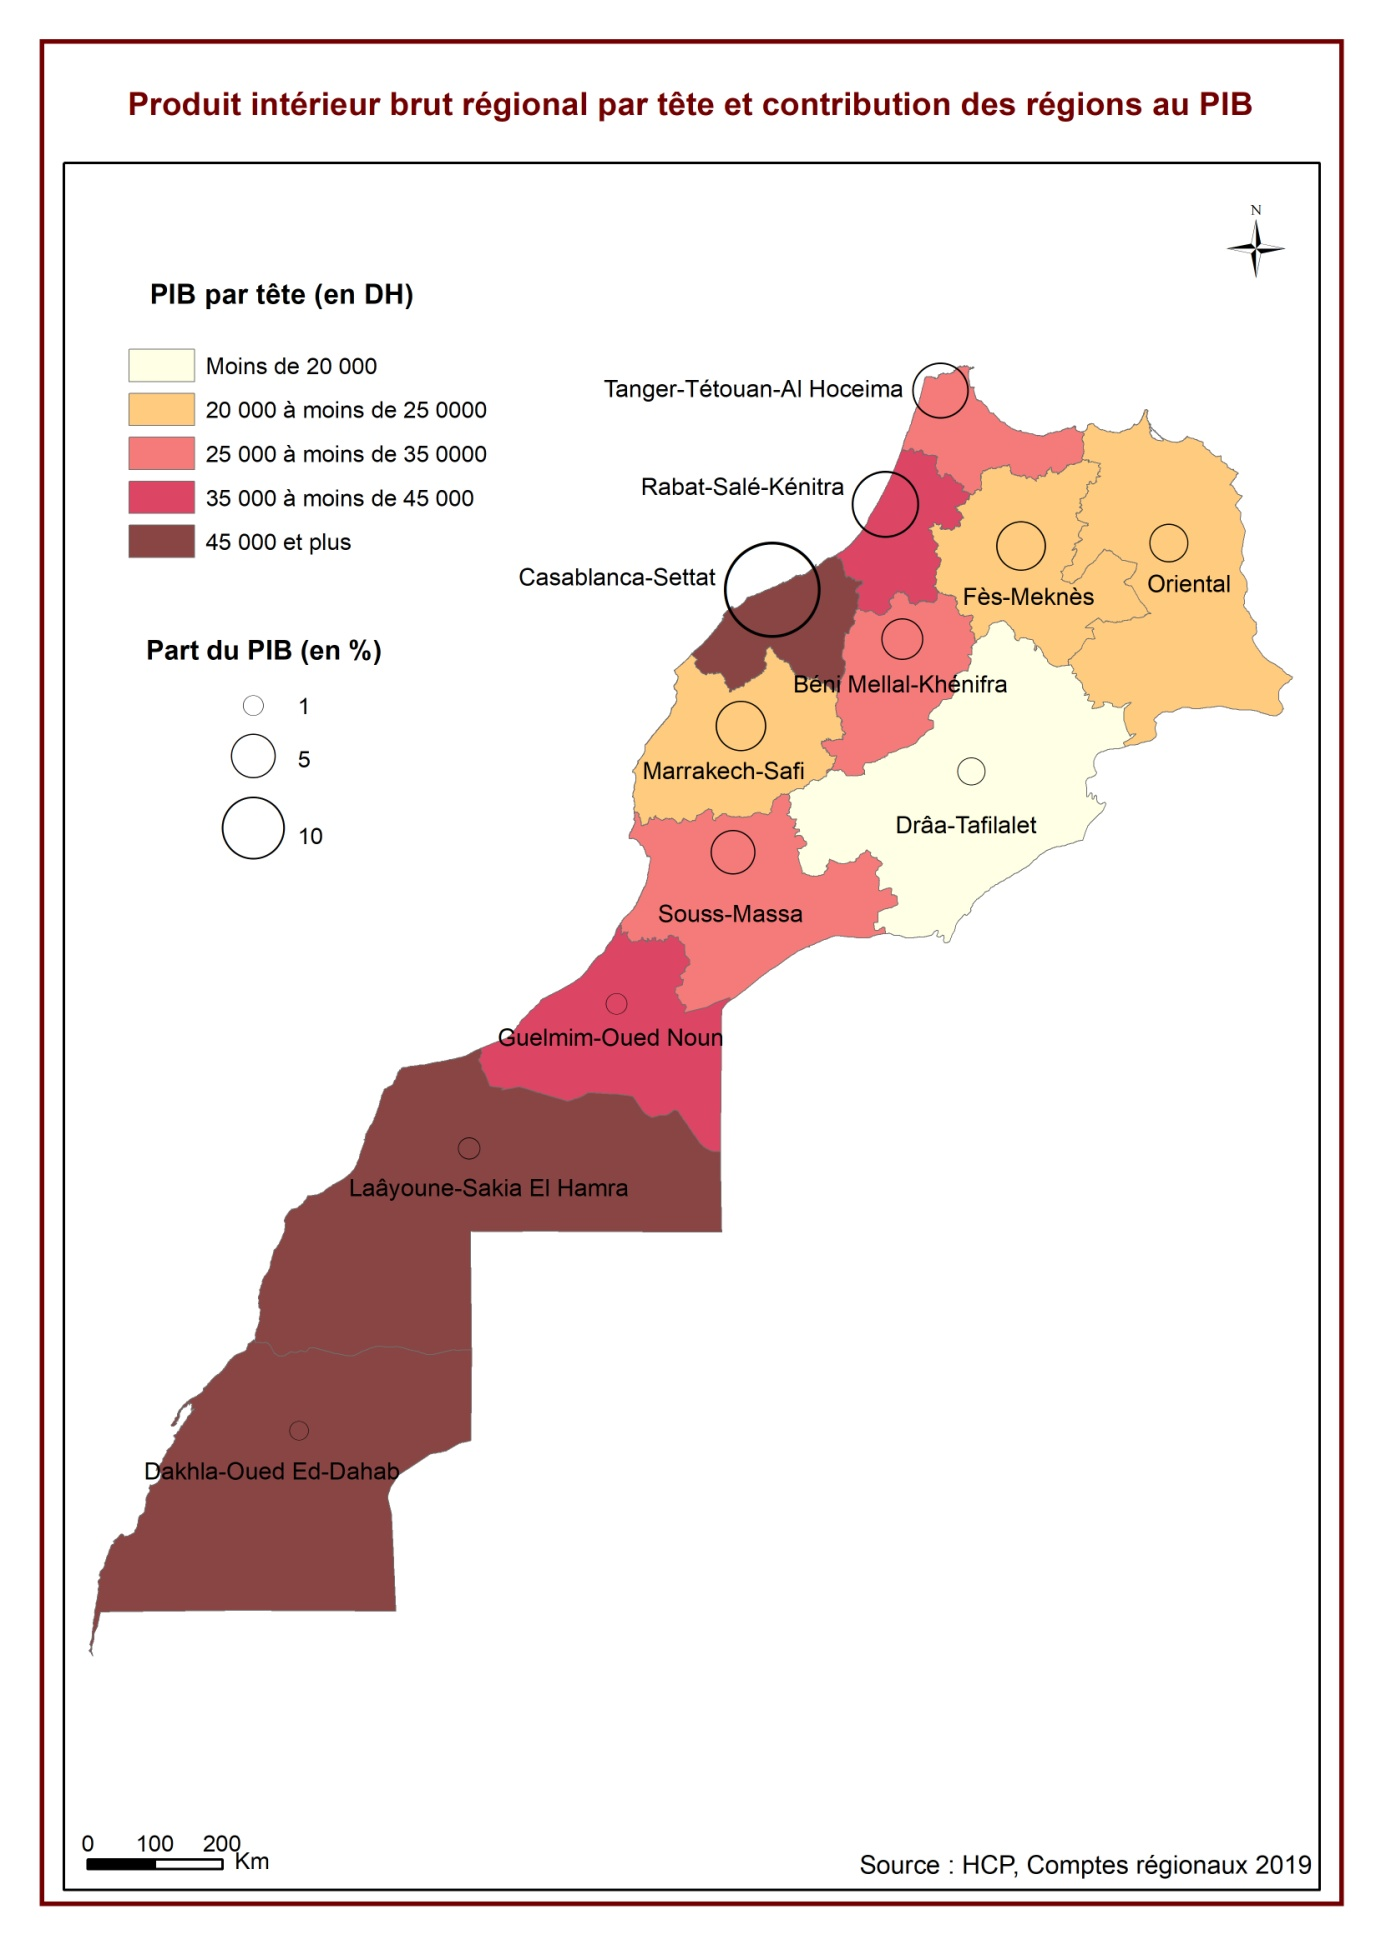 Produit intérieur brut régional par tête et contribution des régions au PIB
N
PIB par tête (en DH)
Moins de 20 000
20 000 à moins de 25 0000
25 000 à moins de 35 0000
35 000 à moins de 45 000
45 000 et plus
Part du PIB (en %)
1
5
10
Tanger-Tétouan-Al Hoceima
Rabat-Salé-Kénitra
Casablanca-Settat
Fès-Meknès
Oriental
Béni Mellal-Khénifra
Marrakech-Safi
Drâa-Tafilalet
Souss-Massa
Guelmim-Oued Noun
Laâyoune-Sakia El Hamra
Dakhla-Oued Ed-Dahab
0 100 200
Km
Source : HCP, Comptes régionaux 2019